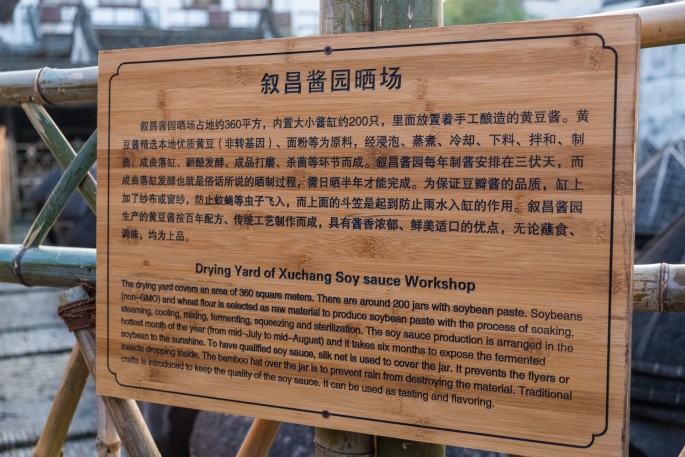 叙昌酱园晒场
叙昌酱园晒场占地约360平方，内置大小酱缸约200只，里面放置着手工酿造的黄豆酱。黄
豆酱精选本地优质黄豆（非转基因）、面粉等为原料，经浸泡、蒸煮、冷却、下料、拌和、制
曲、成曲落缸、翻醅发酵、成品打磨、杀菌等环节而成。叙昌酱园每年制酱安排在三伏天，而
成曲落缸发酵也就是俗话所说的晒制过程，需日晒半年才能完成。为保证豆瓣酱的品质，缸上
加了纱布或窗纱，防止蚊蝇等虫子飞入，而上面的斗笠是起到防止雨水入缸的作用。叙昌酱园
生产的黄豆酱按百年配方、传统工艺制作而成，具有酱香浓郁、鲜美适口的优点，无论蘸食、
调味，均为上品。
Drying Yard of Xuchang Soy sauce Workshop
The drying yard covers an area of 360 square meters. There are around 200 jars with soybean paste. Soybeans
(non-GMO) and wheat flour is selected as raw material to produce soybean paste with the process of soaking,
steaming, cooling, mixing, fermenting, squeezing and sterilization. The soy sauce production is arranged in the
hottest month of the year (from mid-July to mid-August) and it takes six months to expose the fermented
soybean to the sunshine. To have qualified soy sauce, silk net is used to cover the jar. It prevents the flyers or
insects dropping inside. The bamboo hat over the jar is to prevent rain from destroying the material. Traditional
crafts is introduced to keep the quality of the soy sauce. It can be used as tasting and flavoring.